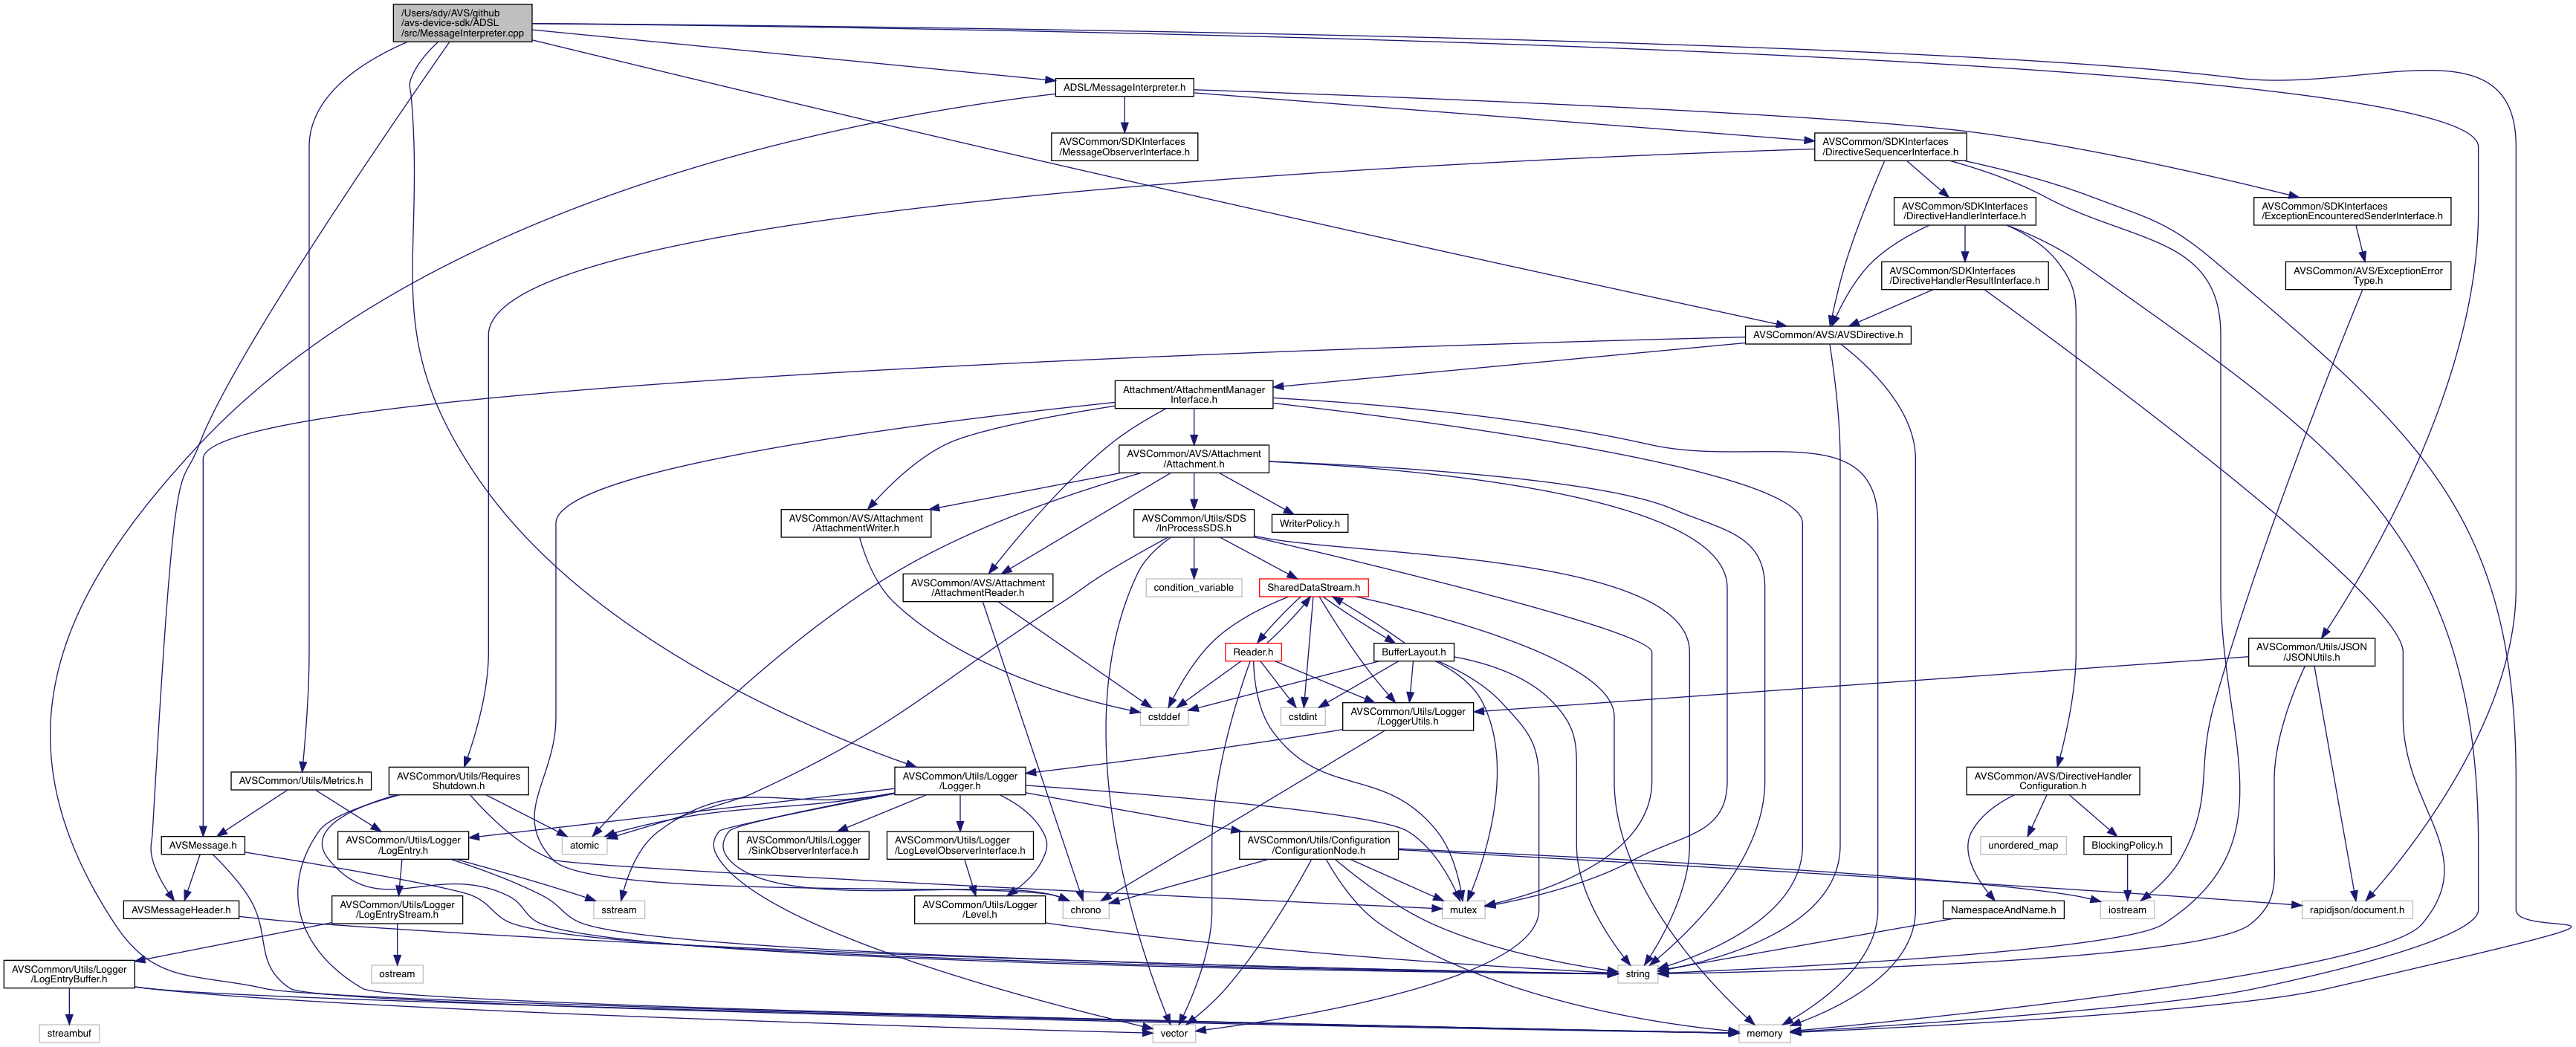 /Users/sdy/AVS/github
/avs-device-sdk/ADSL
/src/MessageInterpreter.cpp
ADSL/MessageInterpreter.h
AVSCommon/SDKInterfaces
/MessageObserverInterface.h
AVSCommon/SDKInterfaces
/DirectiveSequencerInterface.h
AVSCommon/SDKInterfaces
/DirectiveHandlerInterface.h
AVSCommon/SDKInterfaces
/ExceptionEncounteredSenderInterface.h
AVSCommon/SDKInterfaces
/DirectiveHandlerResultInterface.h
AVSCommon/AVS/ExceptionError
Type.h
AVSCommon/AVS/AVSDirective.h
Attachment/AttachmentManager
Interface.h
AVSCommon/AVS/Attachment
/Attachment.h
AVSCommon/AVS/Attachment
/AttachmentWriter.h
AVSCommon/Utils/SDS
/InProcessSDS.h
WriterPolicy.h
AVSCommon/AVS/Attachment
/AttachmentReader.h
condition_variable
SharedDataStream.h
Reader.h
BufferLayout.h
AVSCommon/Utils/JSON
/JSONUtils.h
cstddef
cstdint
AVSCommon/Utils/Logger
/LoggerUtils.h
AVSCommon/Utils/Metrics.h
AVSCommon/Utils/Requires
Shutdown.h
AVSCommon/Utils/Logger
/Logger.h
AVSCommon/AVS/DirectiveHandler
Configuration.h
AVSMessage.h
AVSCommon/Utils/Logger
/LogEntry.h
atomic
AVSCommon/Utils/Logger
/SinkObserverInterface.h
AVSCommon/Utils/Logger
/LogLevelObserverInterface.h
AVSCommon/Utils/Configuration
/ConfigurationNode.h
unordered_map
BlockingPolicy.h
AVSMessageHeader.h
AVSCommon/Utils/Logger
/LogEntryStream.h
sstream
AVSCommon/Utils/Logger
/Level.h
chrono
mutex
NamespaceAndName.h
iostream
rapidjson/document.h
AVSCommon/Utils/Logger
/LogEntryBuffer.h
ostream
string
streambuf
vector
memory